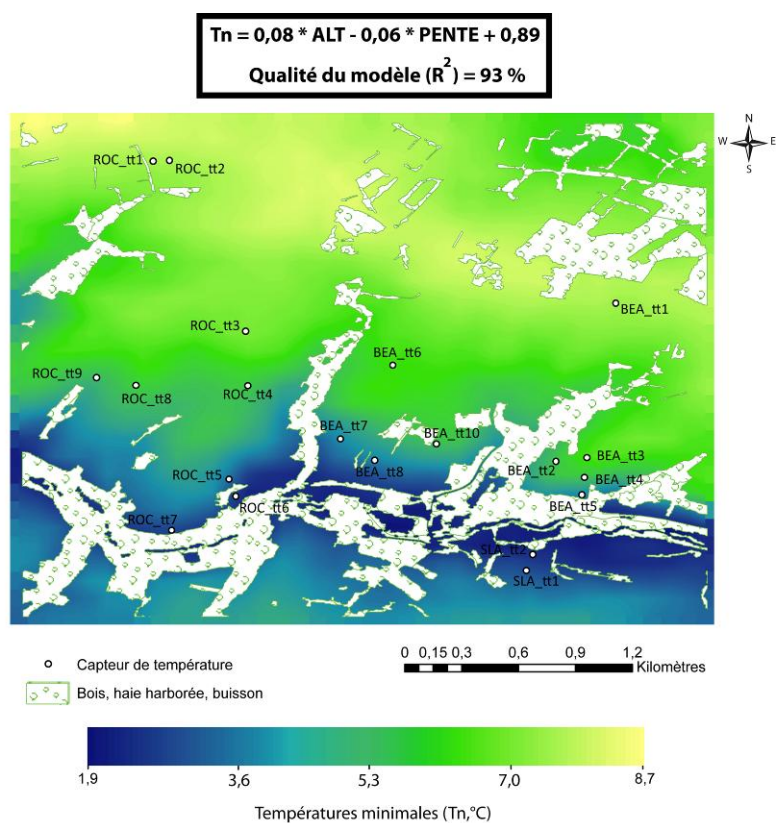 Tn = 0,08 * ALT - 0,06 * PENTE + 0,89
Qualité du modèle (R²) = 93 %
N
W E
S
ROC_tt1
ROC_tt2
BEA_tt1
ROC_tt3
BEA_tt6
ROC_tt9
ROC_tt8
ROC_tt4
BEA_tt7
BEA_tt10
BEA_tt8
BEA_tt2
BEA_tt3
ROC_tt5
BEA_tt4
ROC_tt6
BEA_tt5
ROC_tt7
SLA_tt2
SLA_tt1
Capteur de température
Bois, haie harborée, buisson
0 0,15 0,3 0,6 0,9 1,2
Kilomètres
1,9 3,6 5,3 7,0 8,7
Températures minimales (Tn,°C)